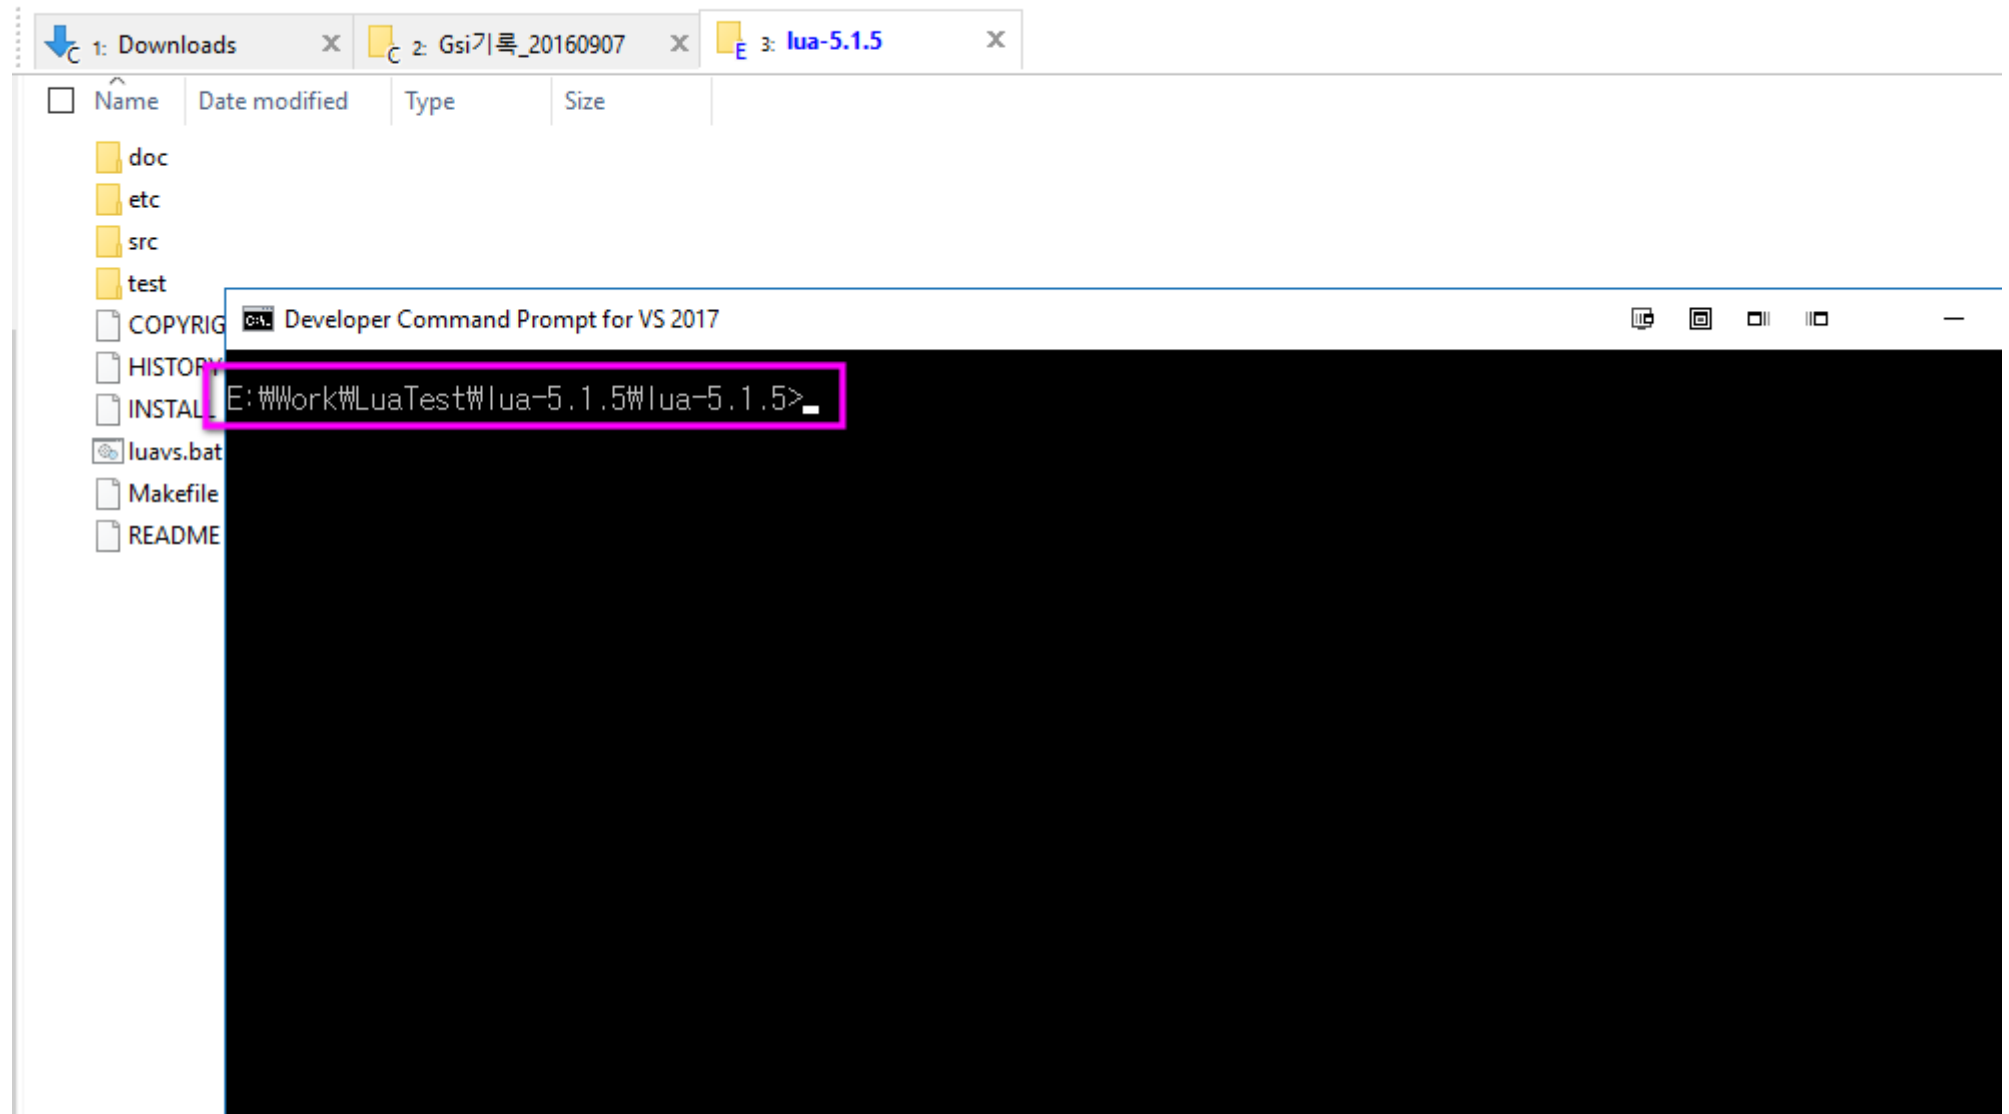 1: Downloads 2: Gsi기록_20160907 3: lua-5.1.5
Name Date modified Type Size
doc
etc
src
test
Developer Command Prompt for VS 2017
COPYRIG
HISTORY
INSTALL
E:₩Work₩LuaTest₩lua-5.1.5₩lua-5.1.5>
luavs.bat
Makefile
README